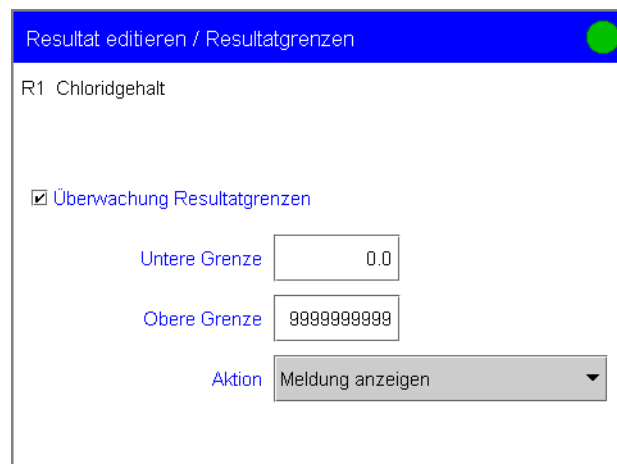 Resultat editieren / Resultatgrenzen
R1 Chloridgehalt
Überwachung Resultatgrenzen
Untere Grenze 0.0
Obere Grenze 9999999999
Aktion Meldung anzeigen